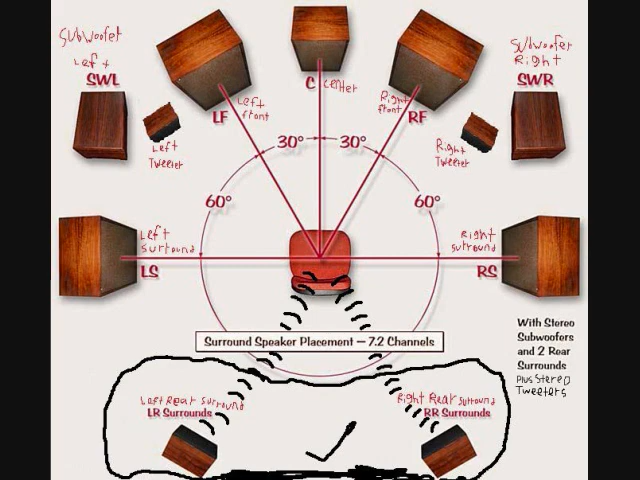 Subwoofer
Left
SWL
Left
front
LF
C
center
Right
front
RF
Subwoofer
Right
SWR
Left
Tweeter
Right
Tweeter
30°
30°
60°
60°
Left
surround
LS
Right
surround
RS
Surround Speaker Placement — 7.2 Channels
With Stereo
Subwoofers
and 2 Rear
Surrounds
Plus Stereo
Tweeters
Left Rear surround
LR Surrounds
Right Rear surround
RR Surrounds